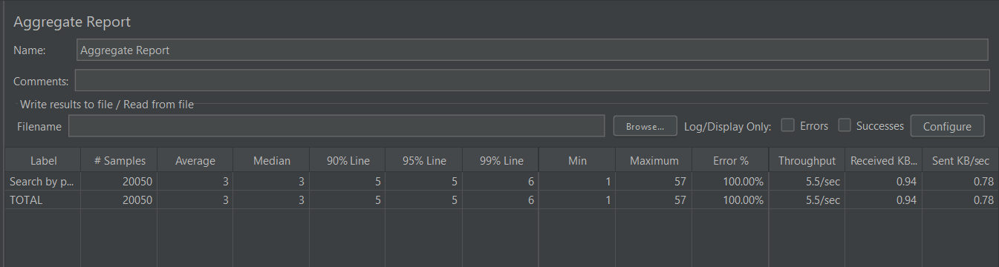 Aggregate Report
Name: Aggregate Report
Comments:
Write results to file / Read from file
Filename Browse... Log/Display Only: Errors Successes Configure
Label # Samples Average Median 90% Line 95% Line 99% Line Min Maximum Error % Throughput Received KB... Sent KB/sec
Search by p... 20050 3 3 5 5 6 1 57 100.00% 5.5/sec 0.94 0.78
TOTAL 20050 3 3 5 5 6 1 57 100.00% 5.5/sec 0.94 0.78